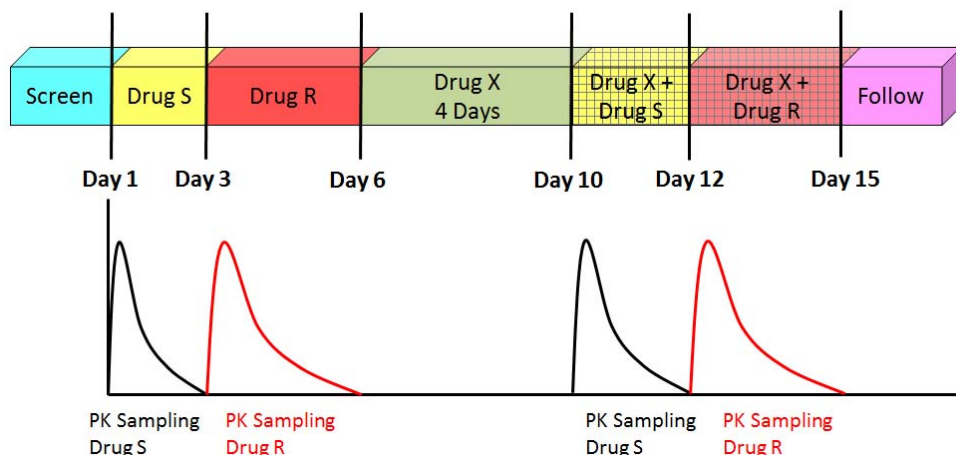 Screen
Drug S
Drug R
Drug X
4 Days
Drug X +
Drug S
Drug X +
Drug R
Follow
Day 1
Day 3
Day 6
Day 10
Day 12
Day 15
PK Sampling
Drug S
PK Sampling
Drug R
PK Sampling
Drug S
PK Sampling
Drug R